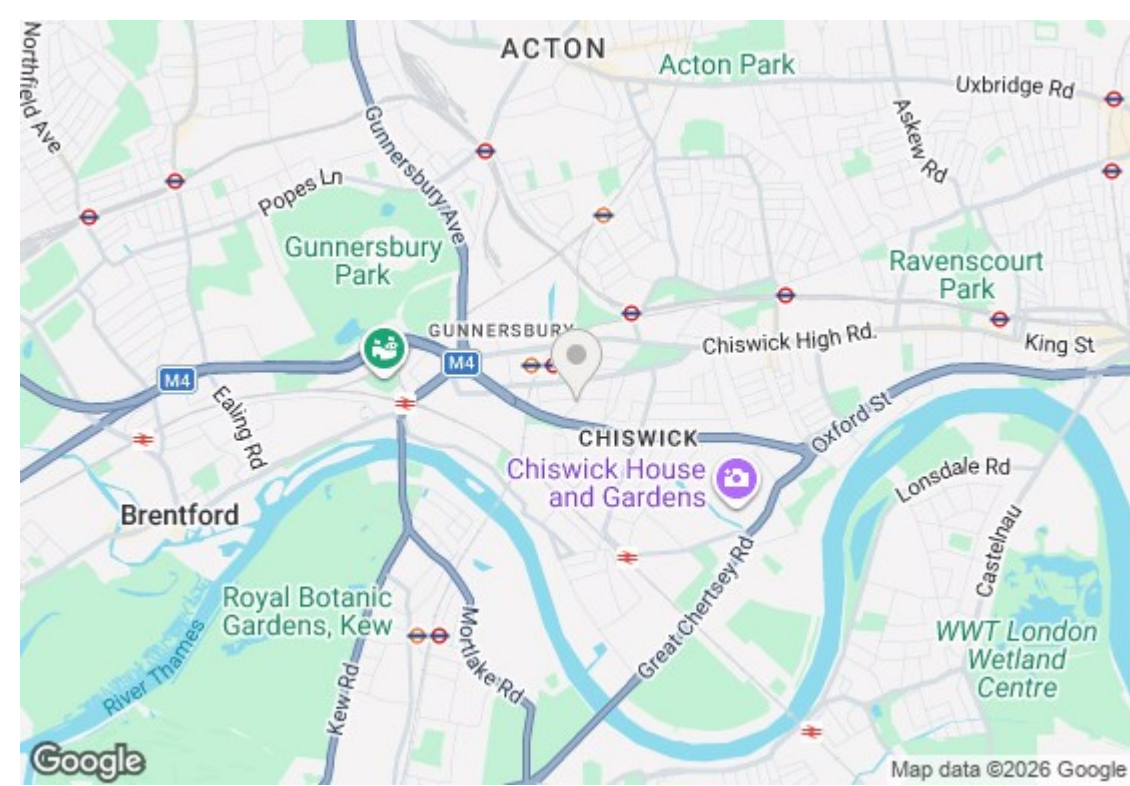 ACTON
Acton Park
Uxbridge Rd
Northfield Ave
Gunnersbury Ave
Askew Rd
Popes Ln
Gunnersbury
Park
Ravenscourt
Park
GUNNERSBURY
Chiswick High Rd.
King St
M4
M4
Ealing Rd
Oxford St
CHISWICK
Chiswick House
and Gardens
Lonsdale Rd
Brentford
Castelnau
Royal Botanic
Gardens, Kew
Great Chertsey Rd
Mortlake Rd
River Thames
Kew Rd
WWT London
Wetland
Centre
Google
Map data ©2026 Google